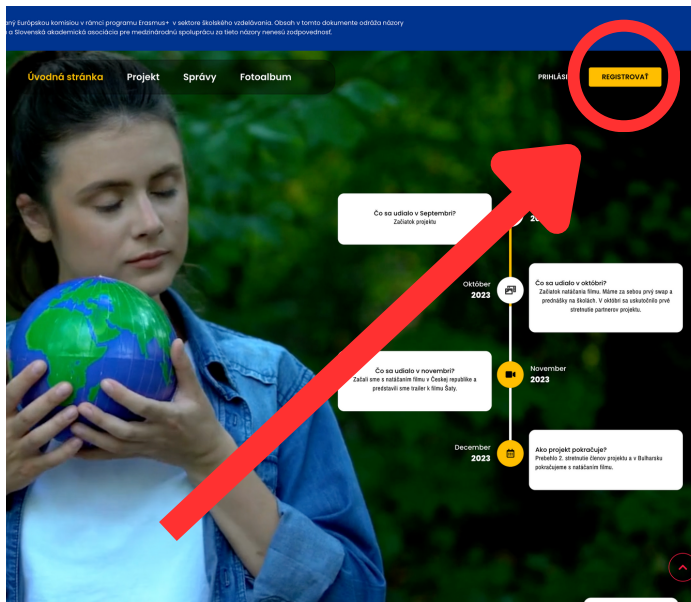 aný Európskou komisiou v rámci programu Erasmus+ v sektore školského vzdelávania. Obsah v tomto dokumente odráža názory
a Slovenská akademická asociácia pre medzinárodnú spoluprácu za tieto názory nenesú zodpovednosť.
Úvodná stránka Projekt Správy Fotoalbum
PRIHLÁSI REGISTROVAŤ
Čo sa udialo v Septembri?
Začiatok projektu
Október
2023
Čo sa udialo v októbri?
Začiatok natáčania filmu. Máme za sebou prvý swap a
prednášky na školách. V októbri sa uskutočnilo prvé
stretnutie partnerov projektu.
Čo sa udialo v novembri?
Začali sme s natáčaním filmu v Českej republike a
predstavili sme trailer k filmu Šaty.
November
2023
December
2023
Ako projekt pokračuje?
Prebehlo 2. stretnutie členov projektu a v Bulharsku
pokračujeme s natáčaním filmu.